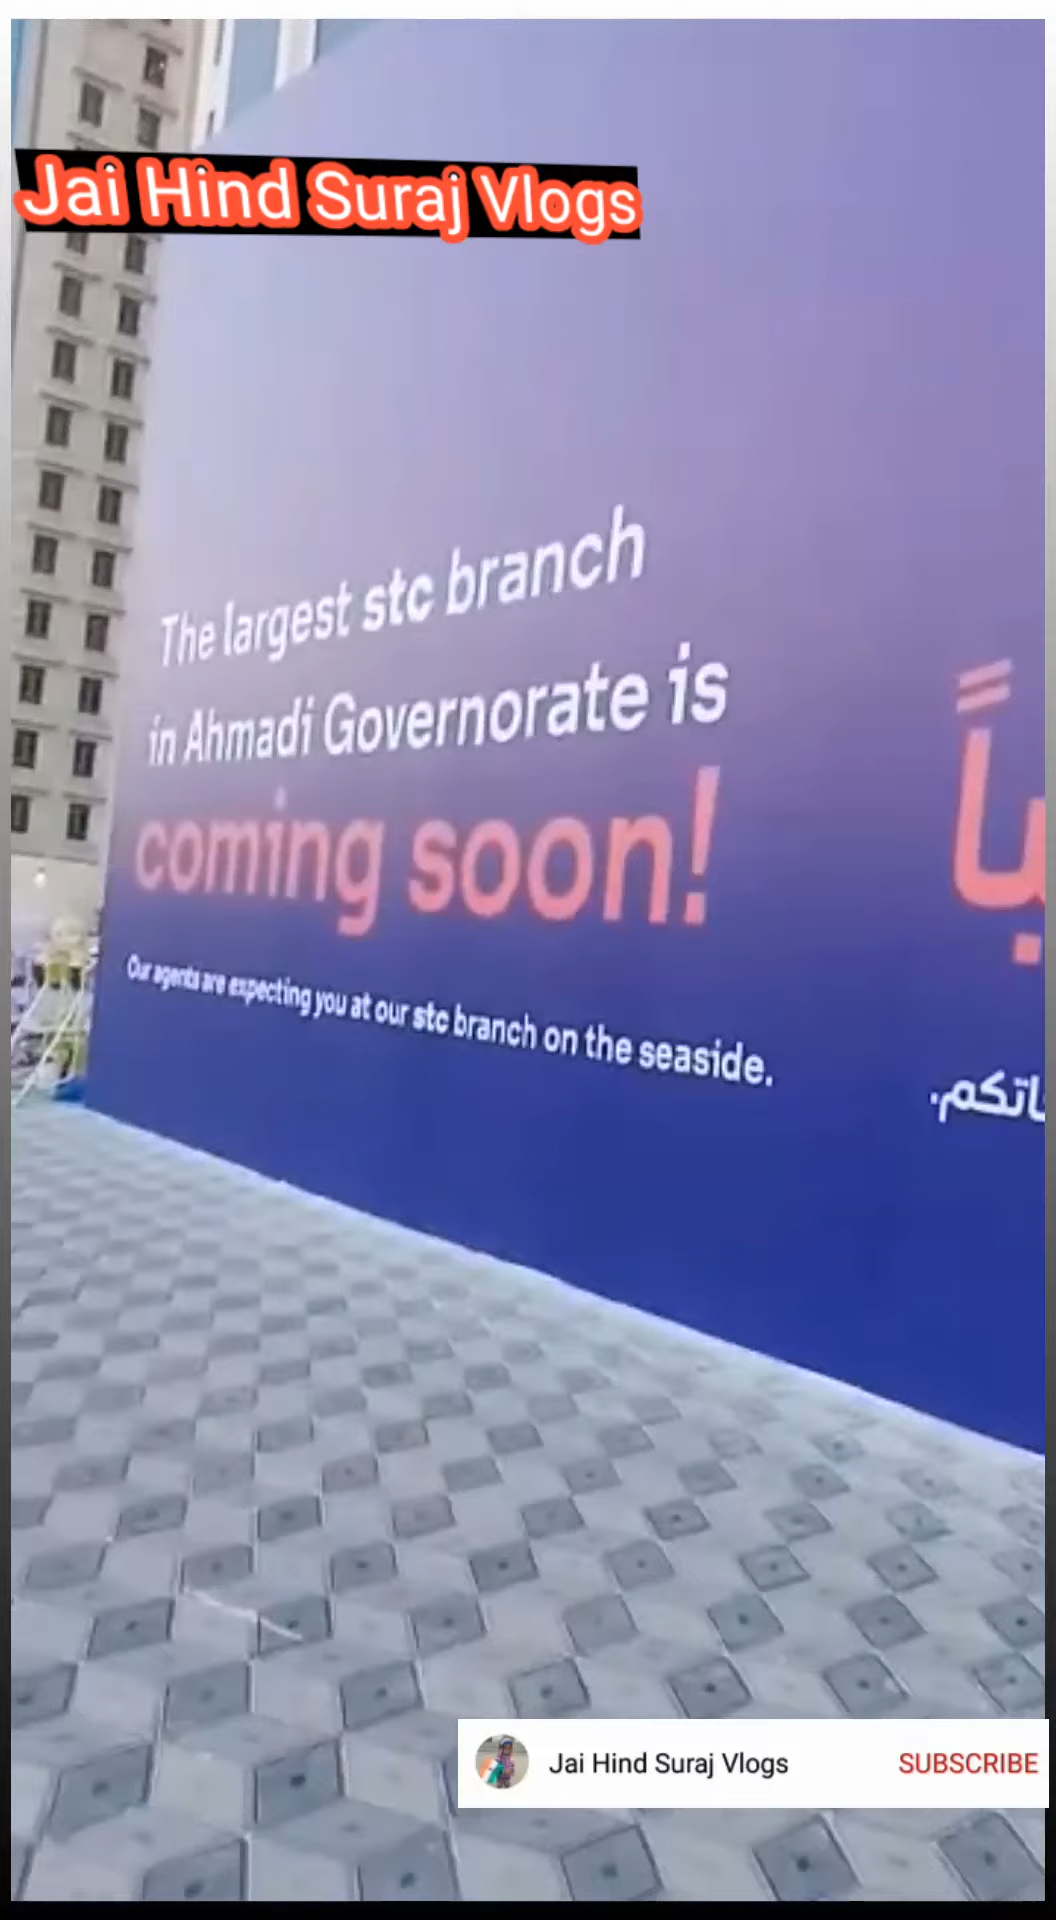 Jai Hind Suraj Vlogs
The largest stc branch
in Ahmadi Governorate is
coming soon!
Our agents are expecting you at our stc branch on the seaside.
Jai Hind Suraj Vlogs
SUBSCRIBE